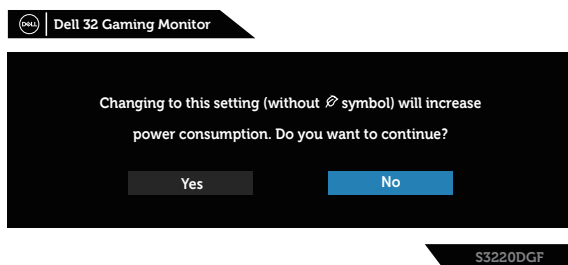 DELL
Dell 32 Gaming Monitor
Changing to this setting (without symbol) will increase
power consumption. Do you want to continue?
Yes
No
S3220DGF